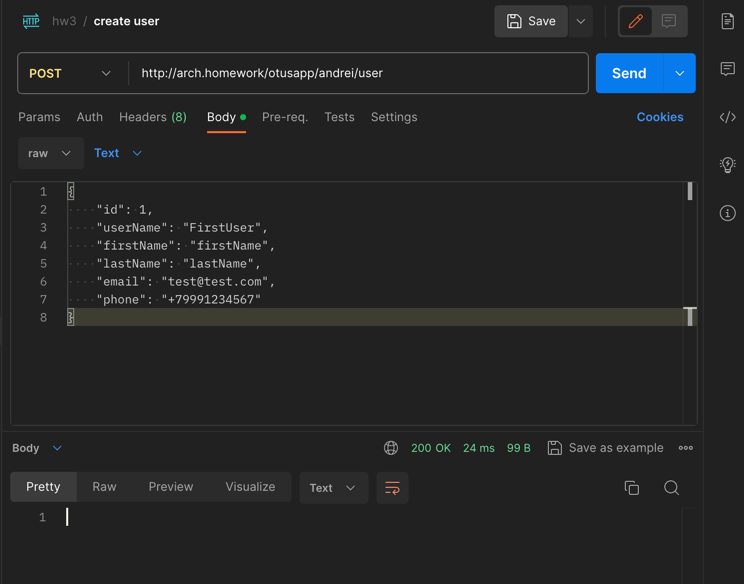 HTTP hw3 / create user Save
POST http://arch.homework/otusapp/andrei/user Send
Params Auth Headers (8) Body Pre-req. Tests Settings Cookies
raw Text
1 {
2 "id": 1,
3 "userName": "FirstUser",
4 "firstName": "firstName",
5 "lastName": "lastName",
6 "email": "test@test.com",
7 "phone": "+79991234567"
8 }
Body 200 OK 24 ms 99 B Save as example
Pretty Raw Preview Visualize Text
1